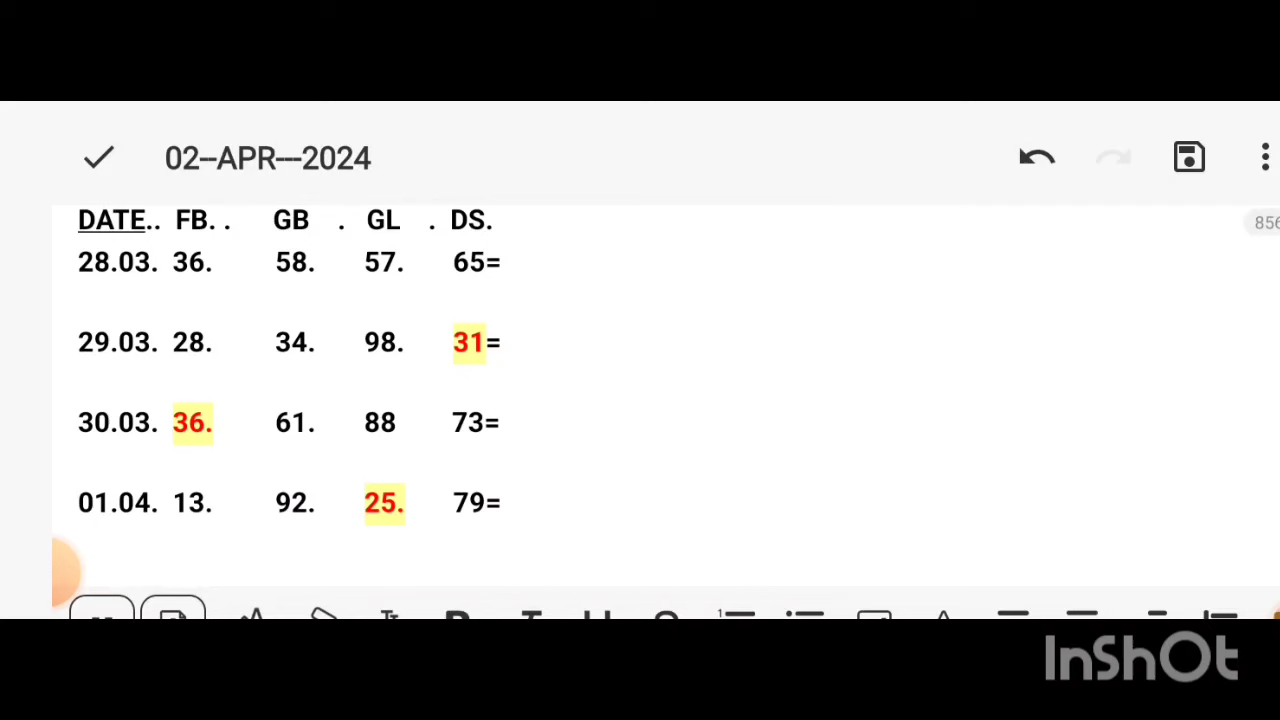 02--APR---2024
DATE.. FB. . GB . GL . DS.
856
28.03. 36. 58. 57. 65=
29.03. 28. 34. 98. 31=
30.03. 36. 61. 88 73=
01.04. 13. 92. 25. 79=
InShOt